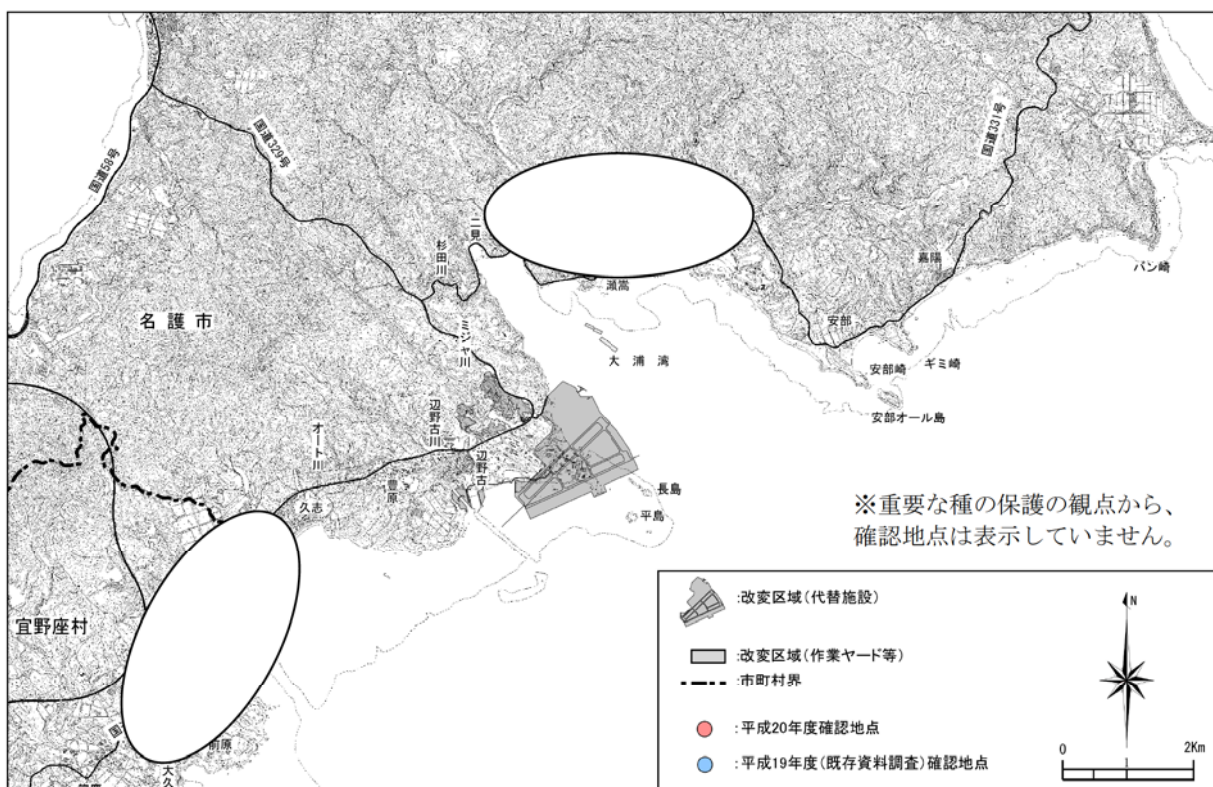 国道58号
国道329号
国道331号
二見
杉田川
瀬嵩
嘉陽
バン崎
名護市
ミジャ川
大浦湾
安部
安部崎
ギミ崎
安部オール島
辺野古川
オート川
辺野古
豊原
久志
長島
平島
※重要な種の保護の観点から、
確認地点は表示していません。
宜野座村
国
前原
大久
:改変区域(代替施設)
:改変区域(作業ヤード等)
:市町村界
:平成20年度確認地点
:平成19年度(既存資料調査)確認地点
N
0 2Km